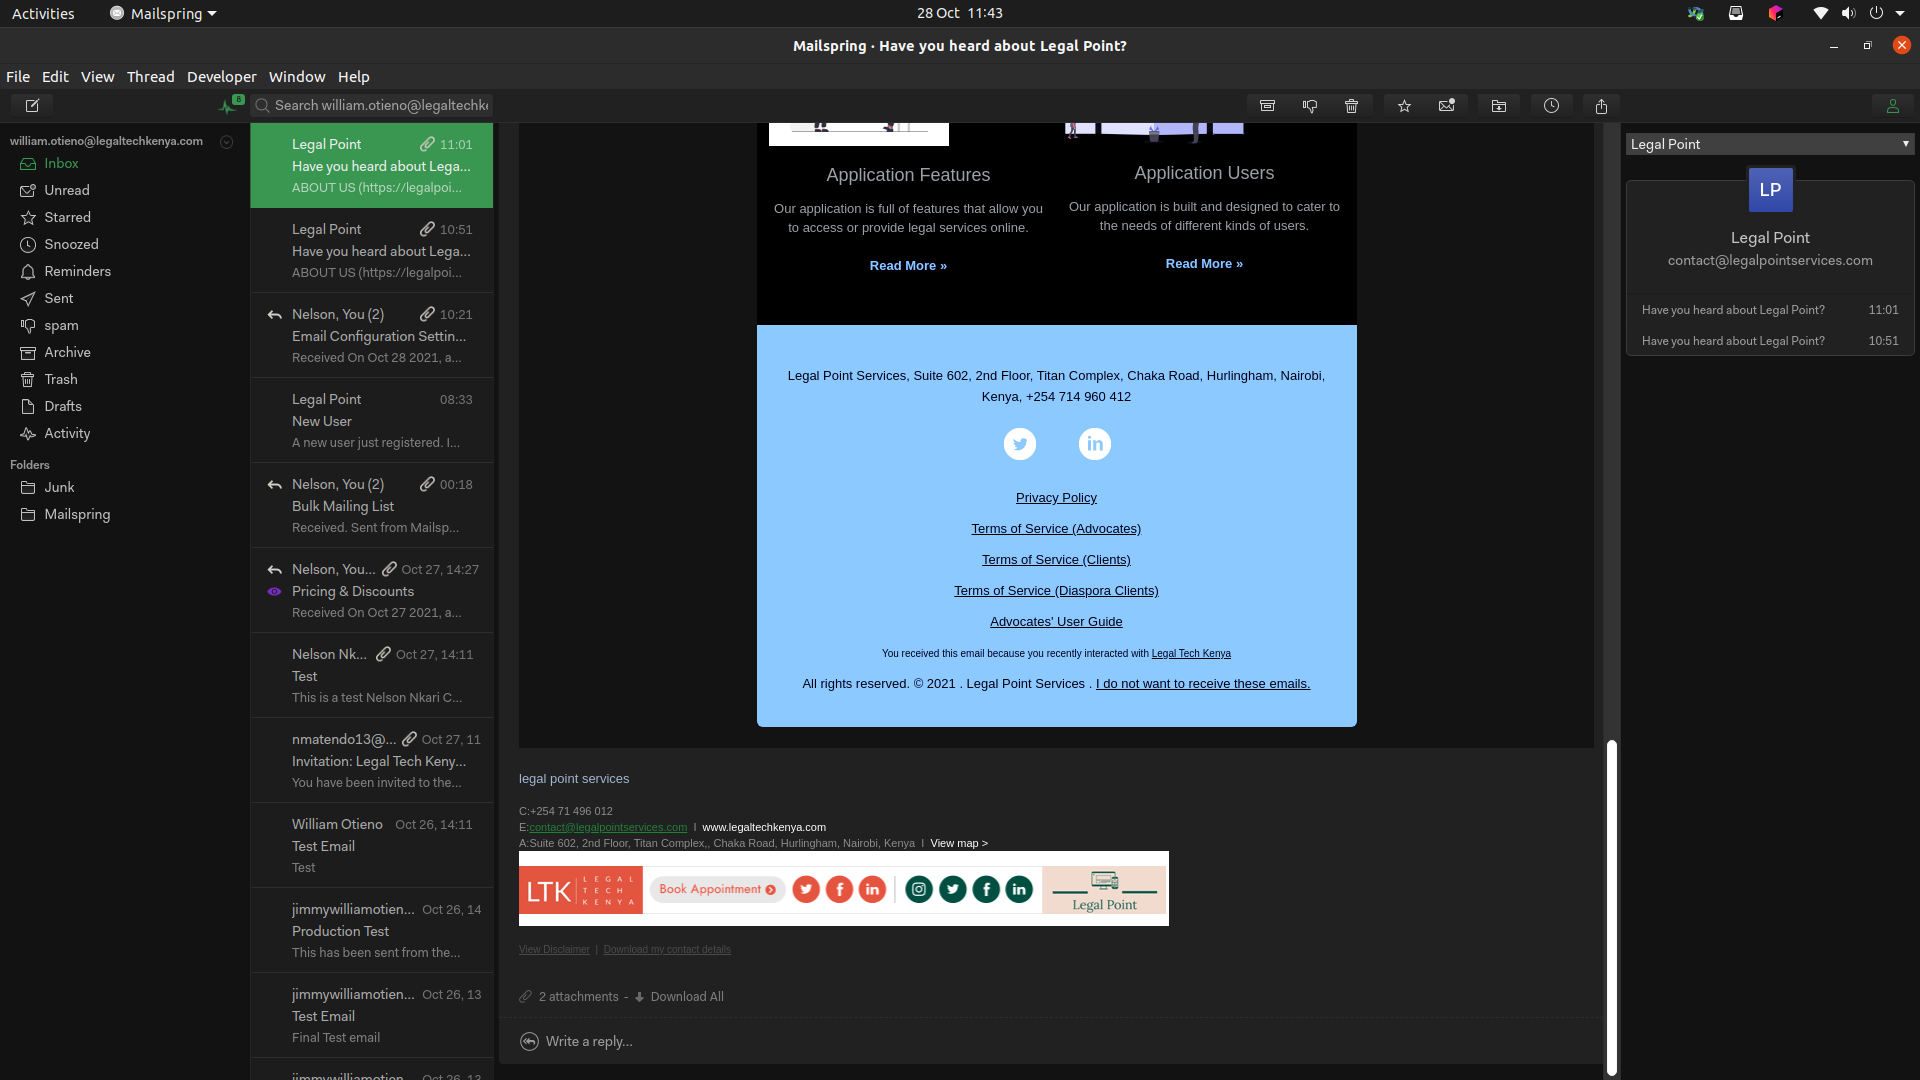 Activities
Mailspring
28 Oct 11:43
Mailspring · Have you heard about Legal Point?
File Edit View Thread Developer Window Help
8
Search william.otieno@legaltechke
william.otieno@legaltechkenya.com
Inbox
Unread
Starred
Snoozed
Reminders
Sent
spam
Archive
Trash
Drafts
Activity
Folders
Junk
Mailspring
Legal Point 11:01
Have you heard about Lega...
ABOUT US (https://legalpoi...
Legal Point 10:51
Have you heard about Lega...
ABOUT US (https://legalpoi...
Nelson, You (2) 10:21
Email Configuration Settin...
Received On Oct 28 2021, a...
Legal Point 08:33
New User
A new user just registered. I...
Nelson, You (2) 00:18
Bulk Mailing List
Received. Sent from Mailsp...
Nelson, You... Oct 27, 14:27
Pricing & Discounts
Received On Oct 27 2021, a...
Nelson Nk... Oct 27, 14:11
Test
This is a test Nelson Nkari C...
nmatendo13@... Oct 27, 11
Invitation: Legal Tech Keny...
You have been invited to the...
William Otieno Oct 26, 14:11
Test Email
Test
jimmywilliamotien... Oct 26, 14
Production Test
This has been sent from the...
jimmywilliamotien... Oct 26, 13
Test Email
Final Test email
jimmywilliamotien... Oct 26, 13
Application Features
Our application is full of features that allow you
to access or provide legal services online.
Read More »
Application Users
Our application is built and designed to cater to
the needs of different kinds of users.
Read More »
Legal Point Services, Suite 602, 2nd Floor, Titan Complex, Chaka Road, Hurlingham, Nairobi,
Kenya, +254 714 960 412
in
Privacy Policy
Terms of Service (Advocates)
Terms of Service (Clients)
Terms of Service (Diaspora Clients)
Advocates' User Guide
You received this email because you recently interacted with Legal Tech Kenya
All rights reserved. © 2021 . Legal Point Services . I do not want to receive these emails.
legal point services
C:+254 71 496 012
E:contact@legalpointservices.com I www.legaltechkenya.com
A:Suite 602, 2nd Floor, Titan Complex,, Chaka Road, Hurlingham, Nairobi, Kenya I View map >
LTK LEGAL
TECH
KENYA
Book Appointment
f in
f in
Legal Point
View Disclaimer | Download my contact details
2 attachments - Download All
Write a reply...
Legal Point
LP
Legal Point
contact@legalpointservices.com
Have you heard about Legal Point? 11:01
Have you heard about Legal Point? 10:51